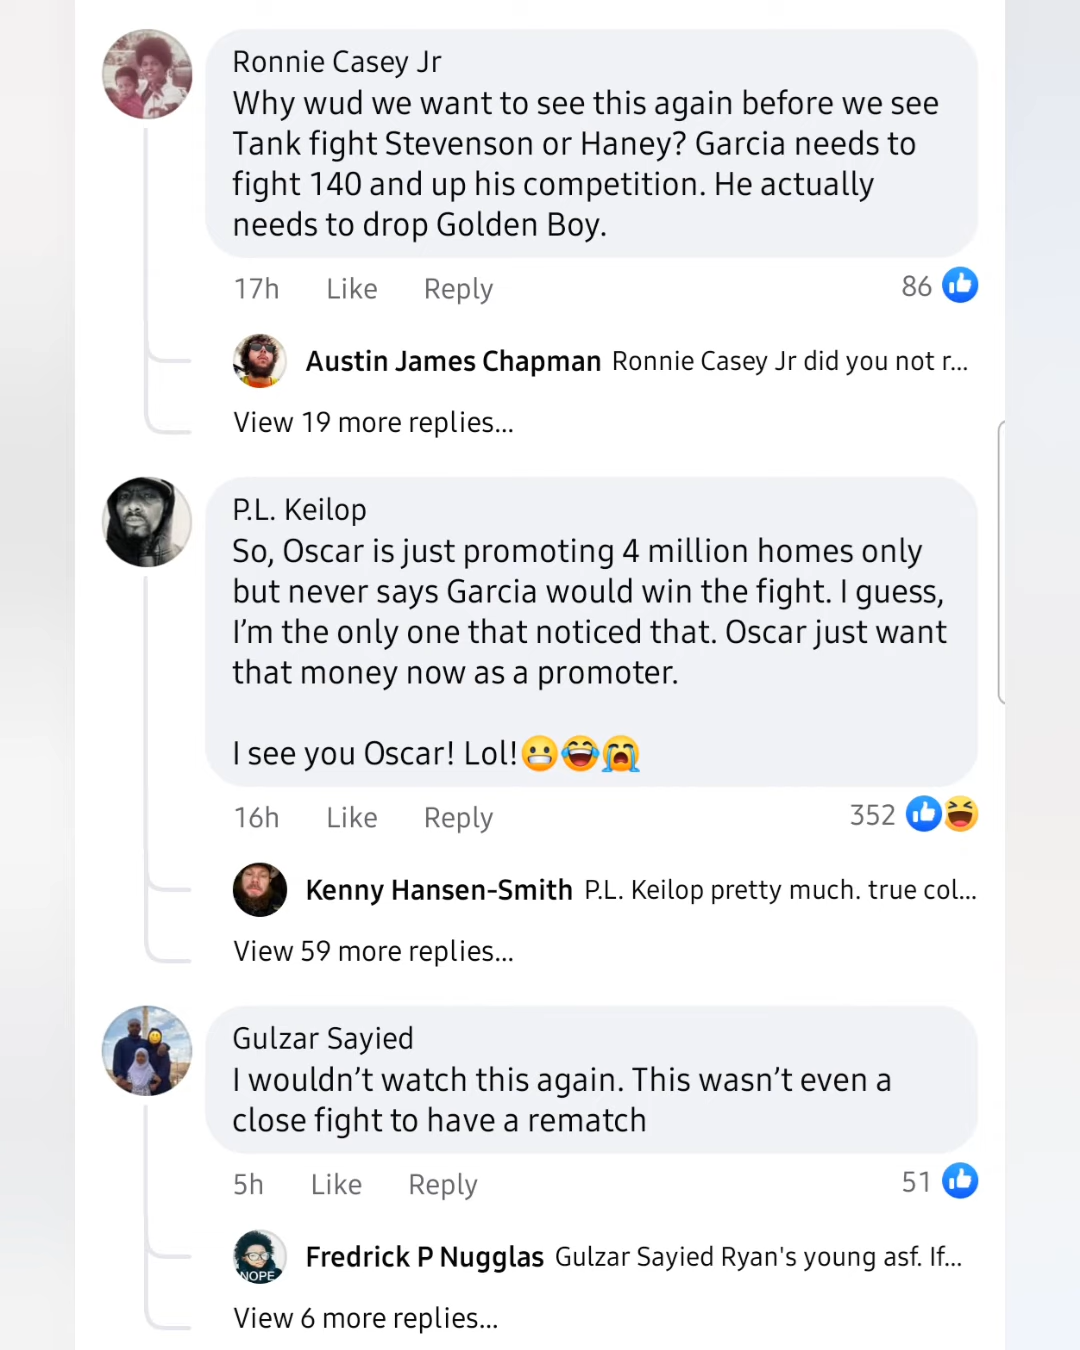 Ronnie Casey Jr
Why wud we want to see this again before we see
Tank fight Stevenson or Haney? Garcia needs to
fight 140 and up his competition. He actually
needs to drop Golden Boy.
17h Like Reply 86
Austin James Chapman Ronnie Casey Jr did you not r...
View 19 more replies...
P.L. Keilop
So, Oscar is just promoting 4 million homes only
but never says Garcia would win the fight. I guess,
I’m the only one that noticed that. Oscar just want
that money now as a promoter.
I see you Oscar! Lol!😬😂😭
16h Like Reply 352
Kenny Hansen-Smith P.L. Keilop pretty much. true col...
View 59 more replies...
Gulzar Sayied
I wouldn’t watch this again. This wasn’t even a
close fight to have a rematch
5h Like Reply 51
NOPE
Fredrick P Nugglas Gulzar Sayied Ryan's young asf. If...
View 6 more replies...